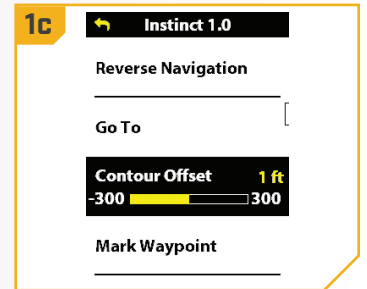 1c
Instinct 1.0
Reverse Navigation
Go To
Contour Offset 1 ft
-300 300
Mark Waypoint